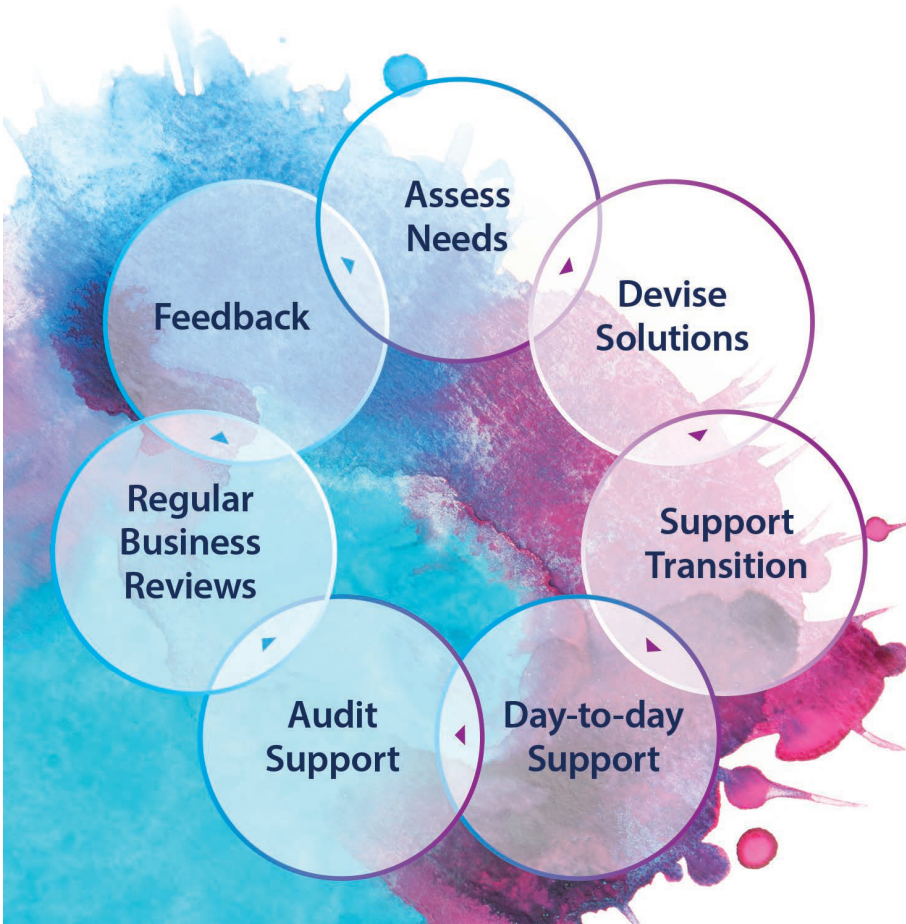 Assess
Needs
Devise
Solutions
Support
Transition
Day-to-day
Support
Audit
Support
Regular
Business
Reviews
Feedback